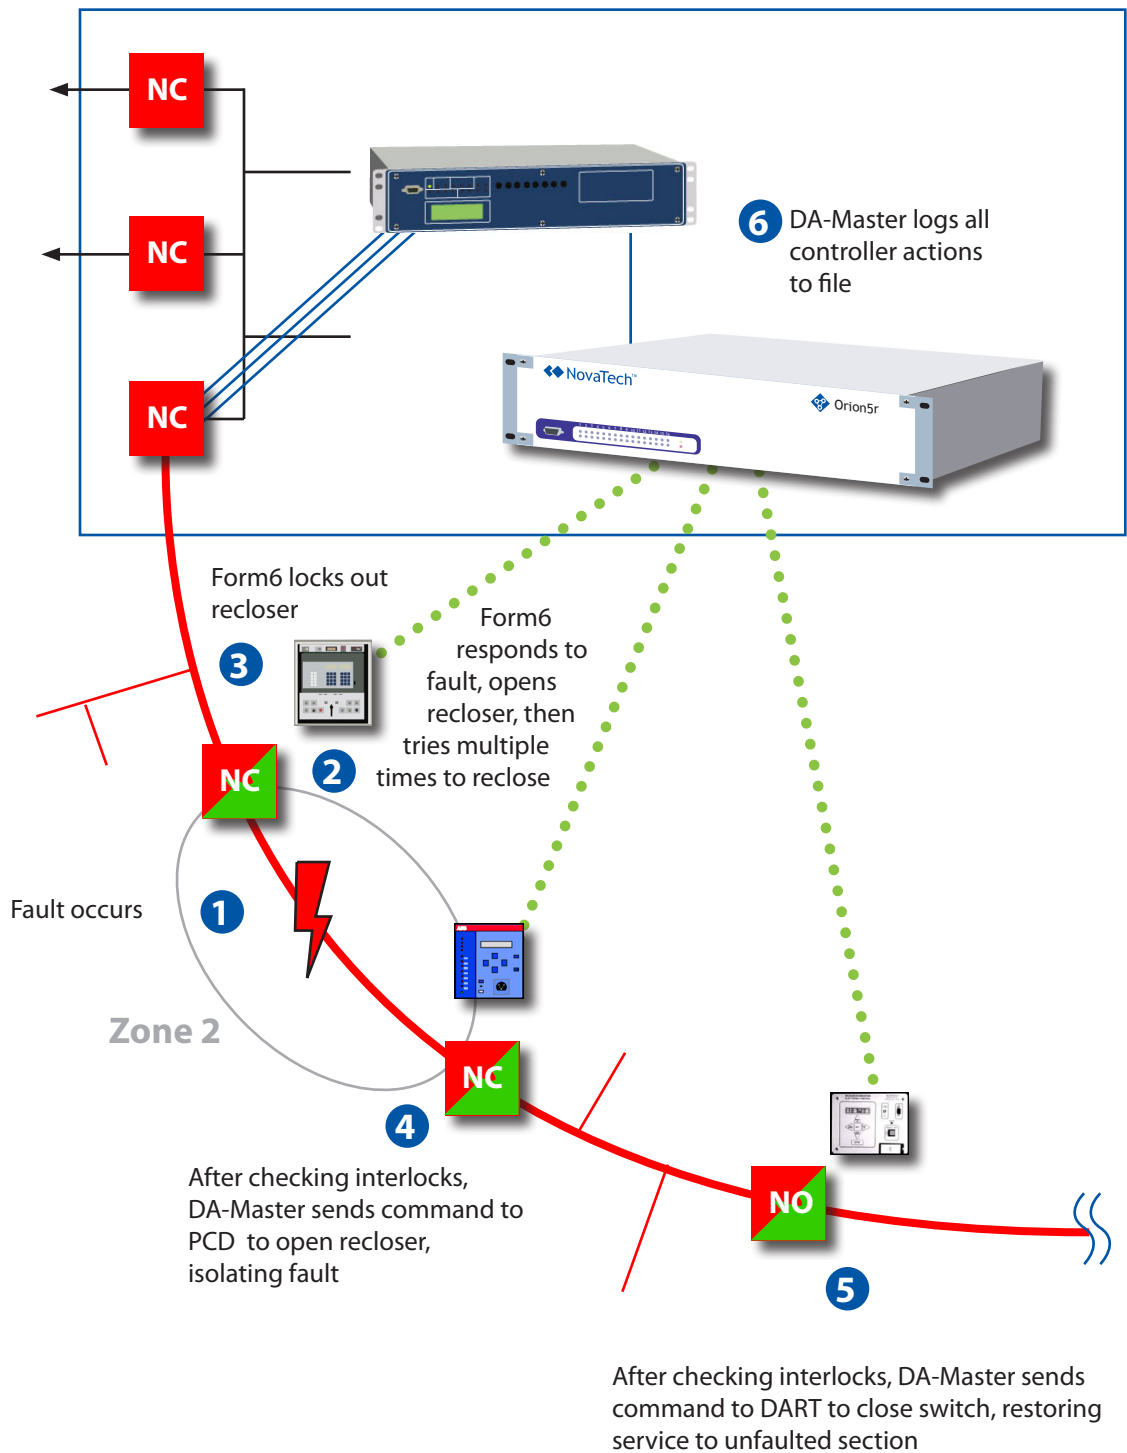 NC
NC
NC
6
DA-Master logs all
controller actions
to file
NovaTech™
Orion5r
Form6 locks out
recloser
3
Form6
responds to
fault, opens
recloser, then
tries multiple
times to reclose
2
NC
Fault occurs
1
Zone 2
NC
4
After checking interlocks,
DA-Master sends command to
PCD to open recloser,
isolating fault
NO
5
After checking interlocks, DA-Master sends
command to DART to close switch, restoring
service to unfaulted section